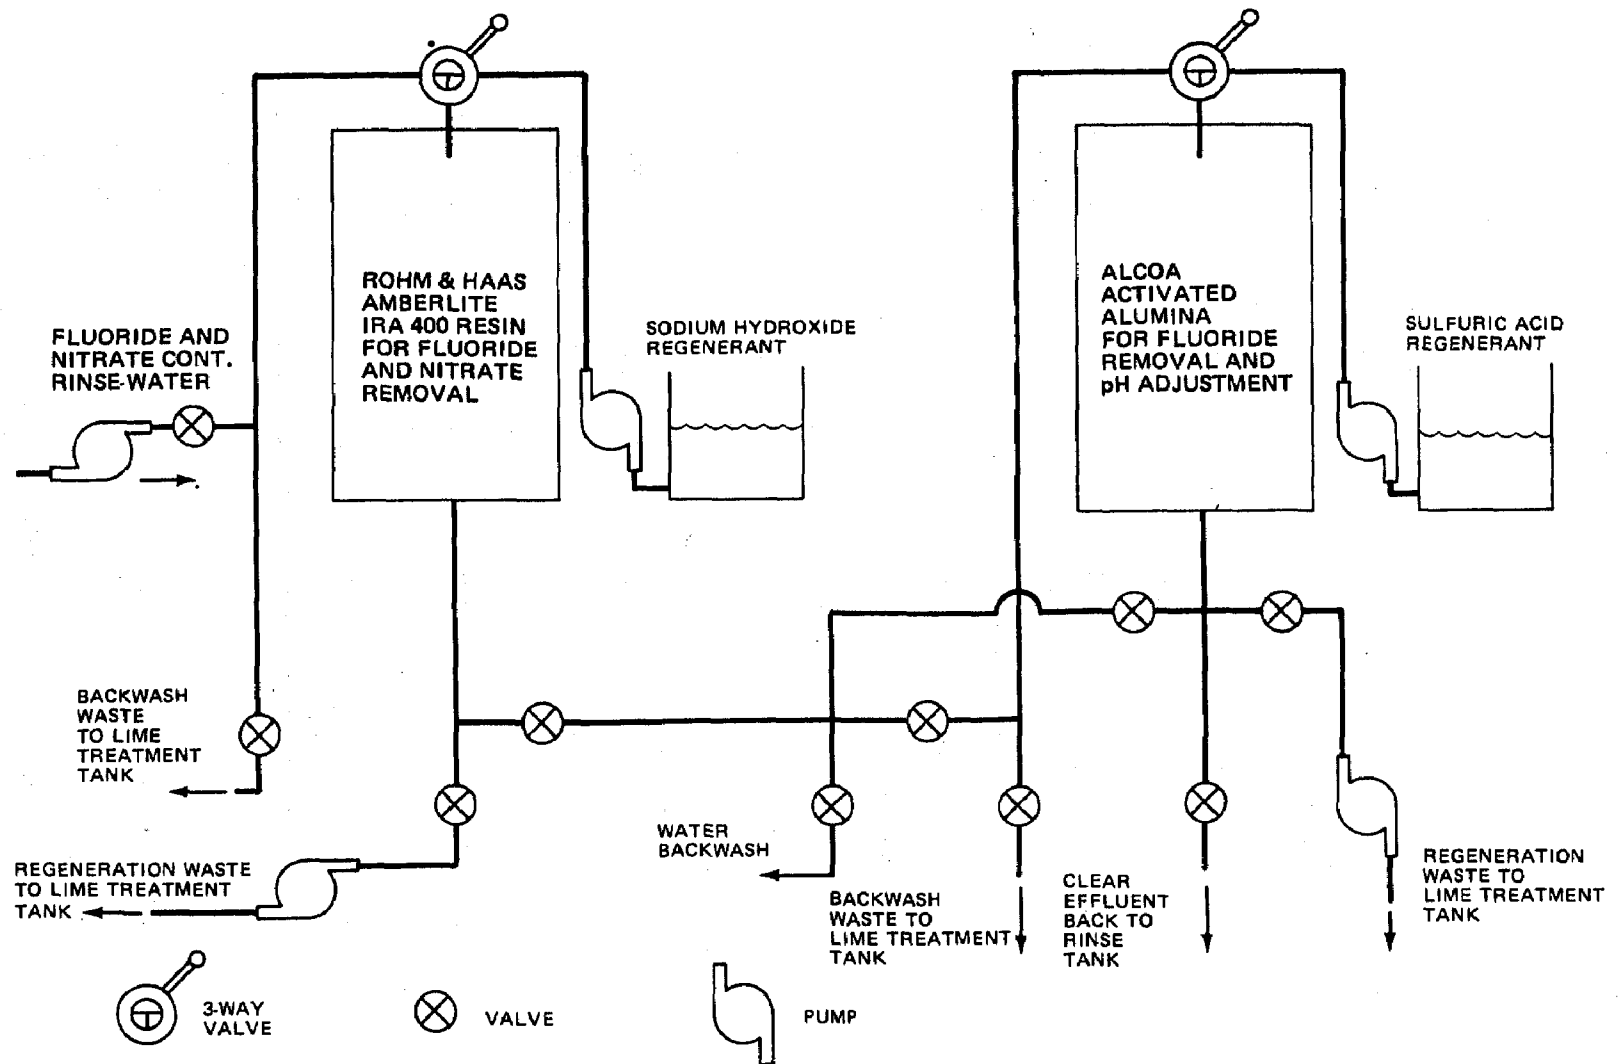 ROHM & HAAS
AMBERLITE
IRA 400 RESIN
FOR FLUORIDE
AND NITRATE
REMOVAL
ALCOA
ACTIVATED
ALUMINA
FOR FLUORIDE
REMOVAL AND
pH ADJUSTMENT
FLUORIDE AND
NITRATE CONT.
RINSE-WATER
SODIUM HYDROXIDE
REGENERANT
SULFURIC ACID
REGENERANT
BACKWASH
WASTE
TO LIME
TREATMENT
TANK
REGENERATION WASTE
TO LIME TREATMENT
TANK
WATER
BACKWASH
BACKWASH
WASTE TO
LIME TREATMENT
TANK
CLEAR
EFFLUENT
BACK TO
RINSE
TANK
REGENERATION
WASTE TO
LIME TREATMENT
TANK
3-WAY
VALVE
VALVE
PUMP